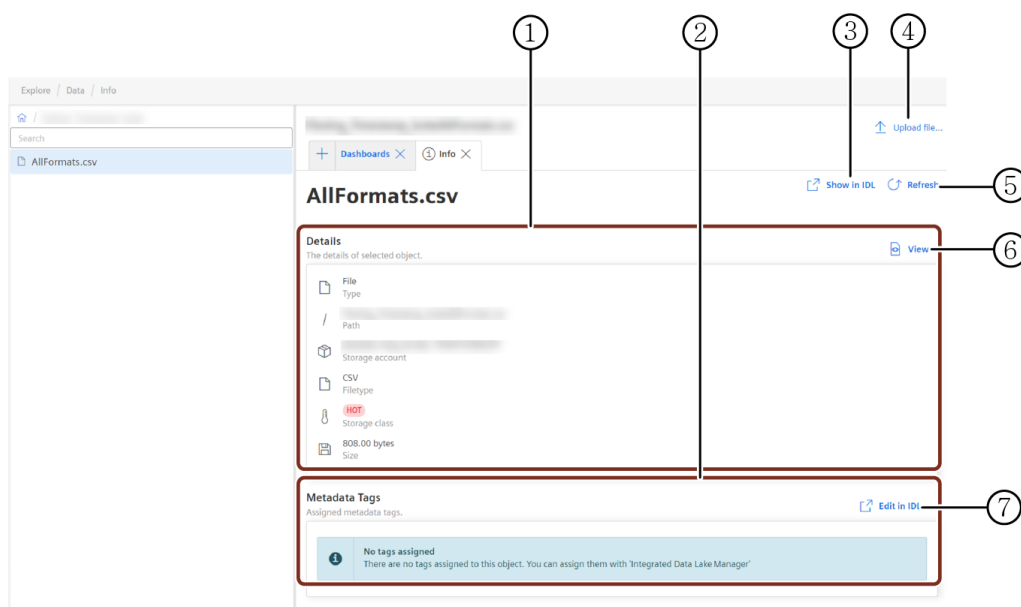 1
2
3
4
Explore / Data / Info
/
Search
Upload file...
AllFormats.csv
Dashboards
Info
AllFormats.csv
Show in IDL
Refresh
5
Details
The details of selected object.
View
6
File
Type
/
Path
Storage account
CSV
Filetype
HOT
Storage class
808.00 bytes
Size
Metadata Tags
Assigned metadata tags.
Edit in IDL
7
No tags assigned
There are no tags assigned to this object. You can assign them with 'Integrated Data Lake Manager'